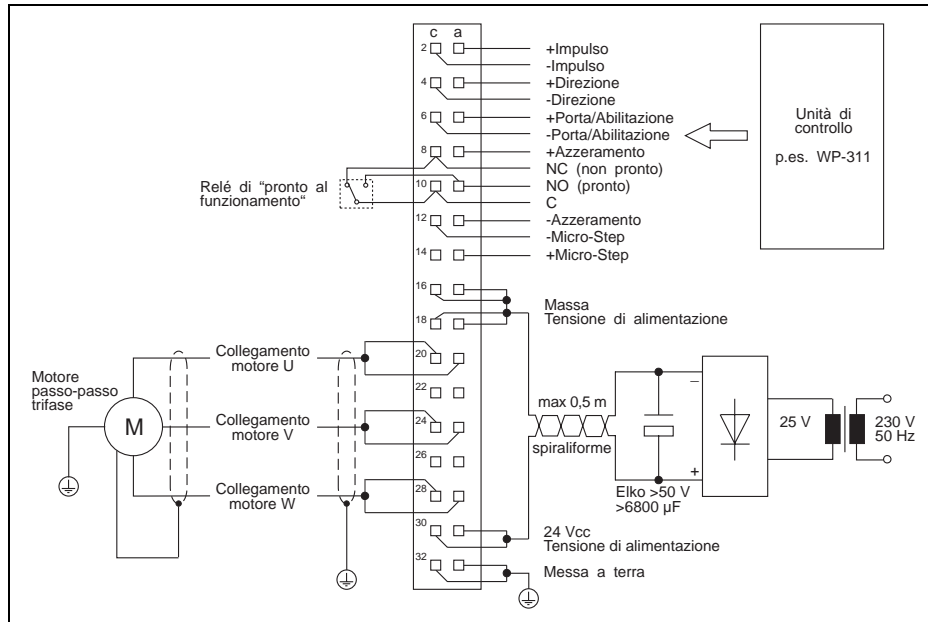 c a
2
+Impulso
-Impulso
4
+Direzione
-Direzione
6
+Porta/Abilitazione
-Porta/Abilitazione
8
+Azzeramento
NC (non pronto)
10
NO (pronto)
C
12
-Azzeramento
-Micro-Step
14
+Micro-Step
Unità di
controllo
p.es. WP-311
Relé di "pronto al
funzionamento"
16
18
Massa
Tensione di alimentazione
20
22
24
26
28
30
32
Motore
passo-passo
trifase
M
Collegamento
motore U
Collegamento
motore V
Collegamento
motore W
max 0,5 m
spiraliforme
–
+
Elko >50 V
>6800 µF
25 V
230 V
50 Hz
24 Vcc
Tensione di alimentazione
Messa a terra